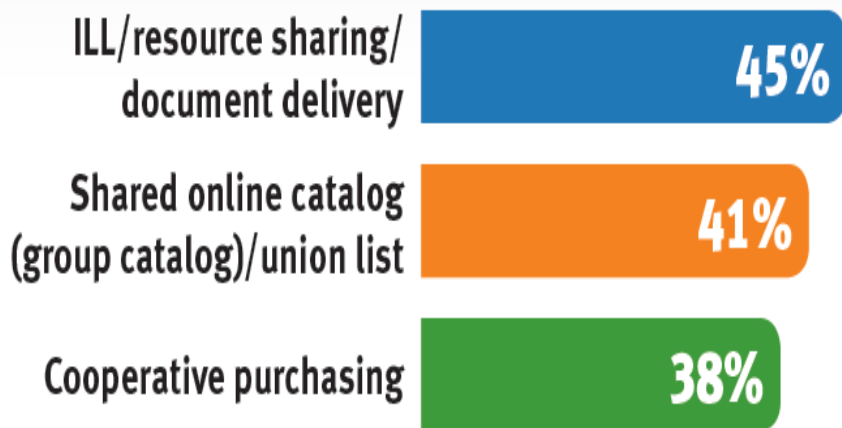 ILL/resource sharing/
document delivery
45%
Shared online catalog
(group catalog)/union list
41%
Cooperative purchasing
38%